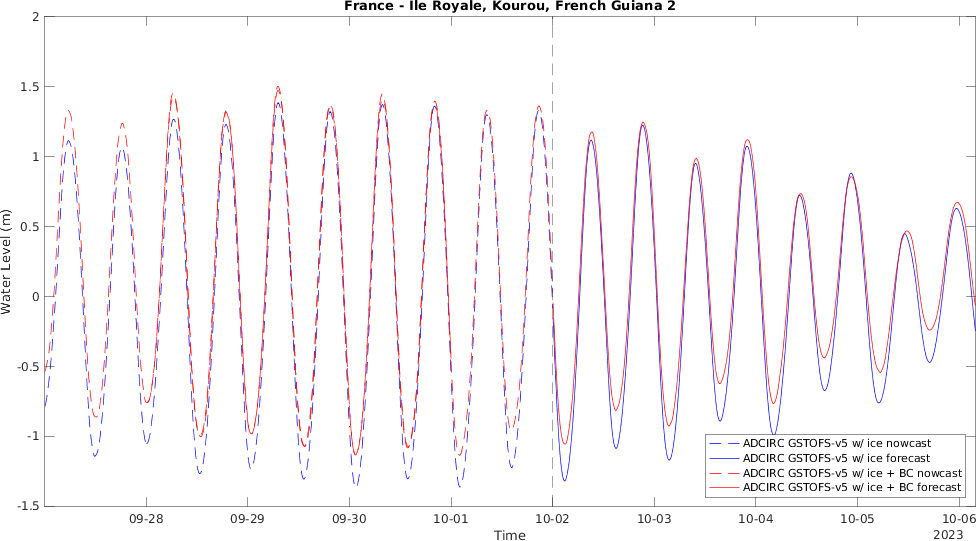 France - Ile Royale, Kourou, French Guiana 2
2
1.5
1
0.5
0
-0.5
-1
-1.5
Water Level (m)
ADCIRC GSTOFS-v5 w/ ice nowcast
ADCIRC GSTOFS-v5 w/ ice forecast
ADCIRC GSTOFS-v5 w/ ice + BC nowcast
ADCIRC GSTOFS-v5 w/ ice + BC forecast
09-28 09-29 09-30 10-01 10-02 10-03 10-04 10-05 10-06
Time
2023